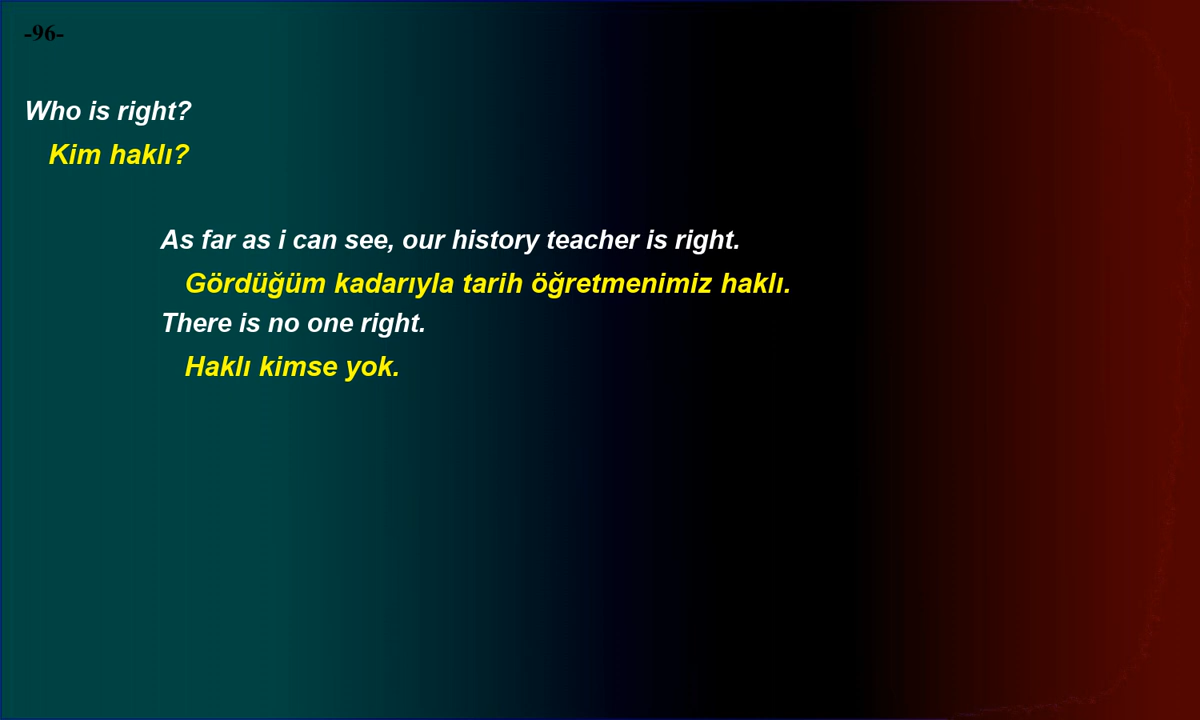 -96-
Who is right?
Kim haklı?
As far as i can see, our history teacher is right.
Gördüğüm kadarıyla tarih öğretmenimiz haklı.
There is no one right.
Haklı kimse yok.